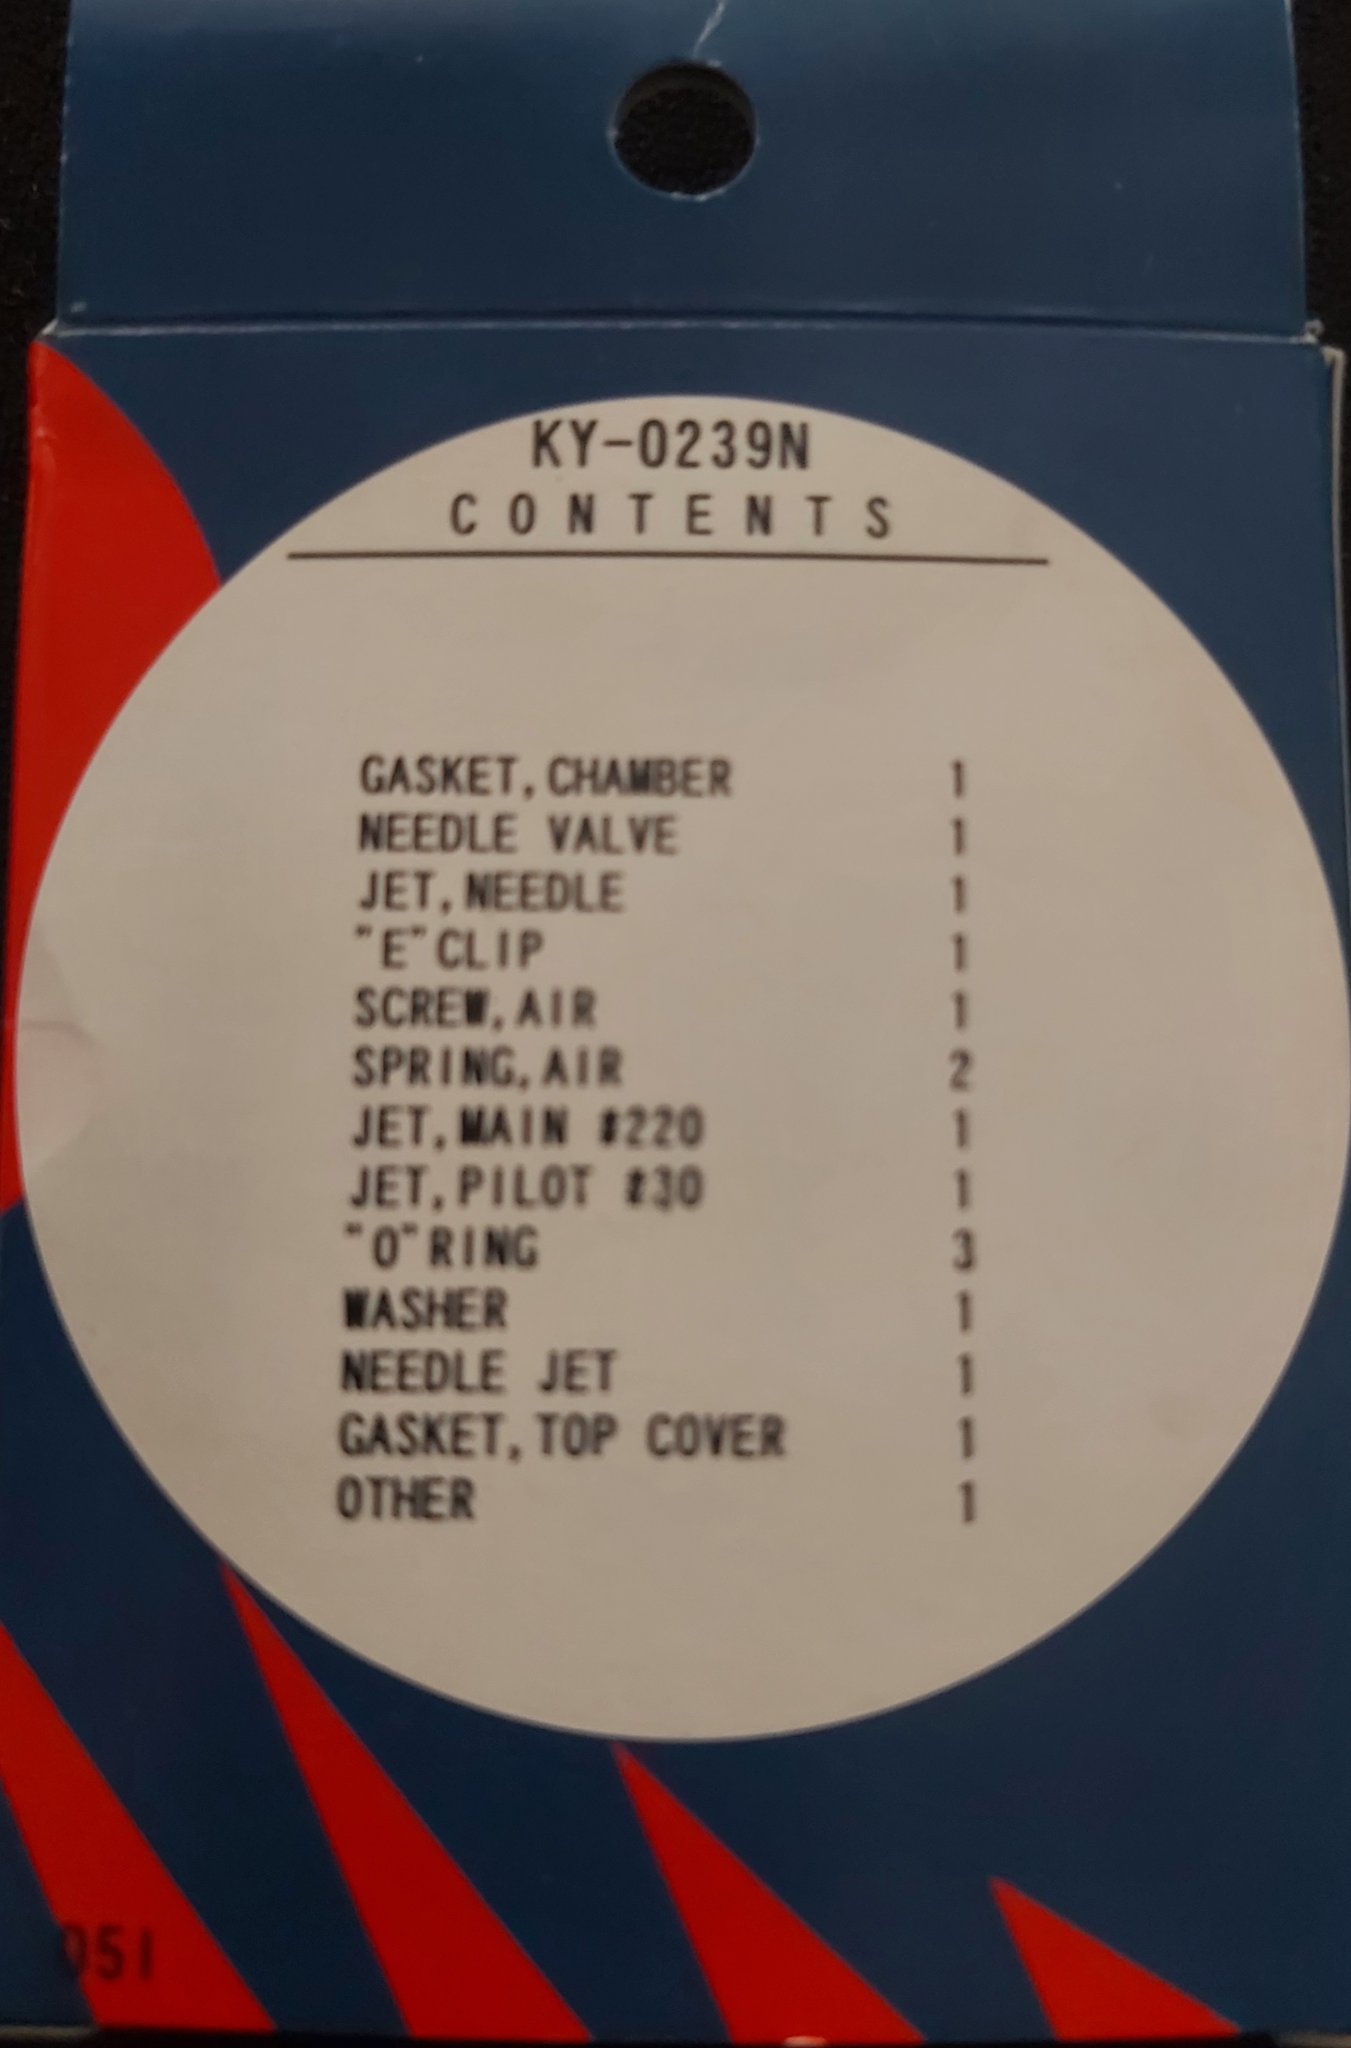 KY-0239N
CONTENTS
GASKET, CHAMBER 1
NEEDLE VALVE 1
JET, NEEDLE 1
"E" CLIP 1
SCREW, AIR 1
SPRING, AIR 2
JET, MAIN #220 1
JET, PILOT #30 1
"O" RING 3
WASHER 1
NEEDLE JET 1
GASKET, TOP COVER 1
OTHER 1